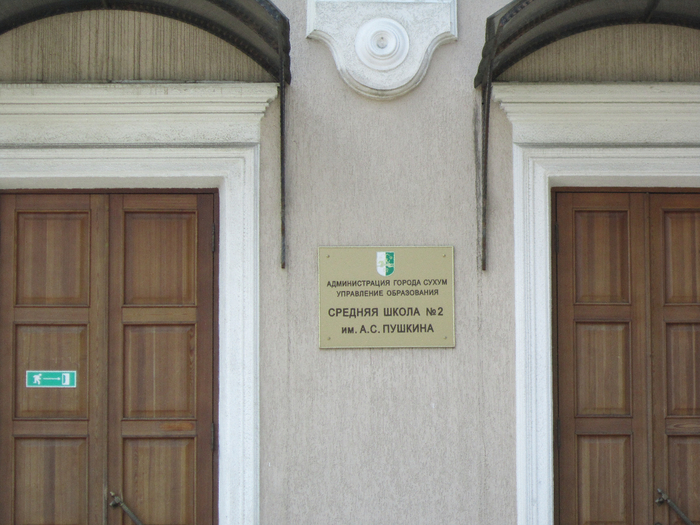 АДМИНИСТРАЦИЯ ГОРОДА СУХУМ
УПРАВЛЕНИЕ ОБРАЗОВАНИЯ
СРЕДНЯЯ ШКОЛА №2
им. А.С. ПУШКИНА